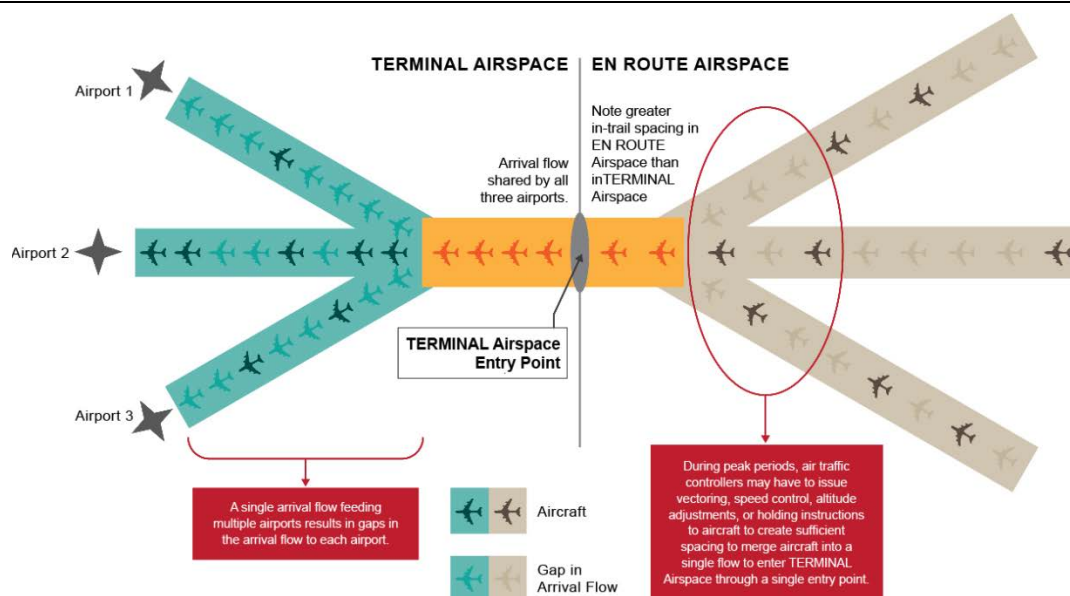 TERMINAL AIRSPACE
EN ROUTE AIRSPACE
Airport 1
Note greater
in-trail spacing in
EN ROUTE
Airspace than
inTERMINAL
Airspace
Arrival flow
shared by all
three airports.
Airport 2
TERMINAL Airspace
Entry Point
Airport 3
A single arrival flow feeding
multiple airports results in gaps in
the arrival flow to each airport.
Aircraft
Gap in
Arrival Flow
During peak periods, air traffic
controllers may have to issue
vectoring, speed control, altitude
adjustments, or holding instructions
to aircraft to create sufficient
spacing to merge aircraft into a
single flow to enter TERMINAL
Airspace through a single entry point.